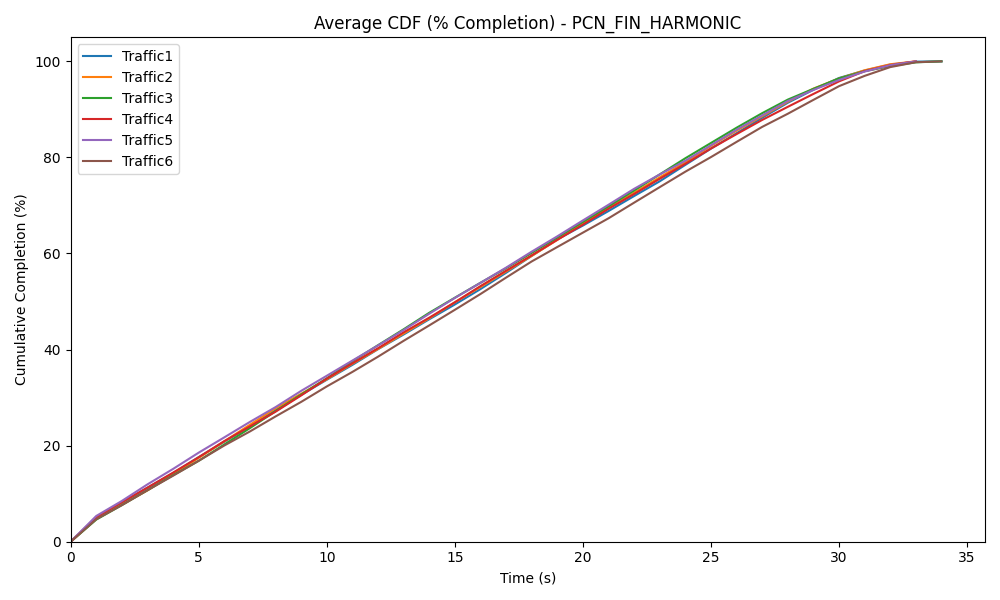 Average CDF (% Completion) - PCN_FIN_HARMONIC
Traffic1
Traffic2
Traffic3
Traffic4
Traffic5
Traffic6
100
80
60
40
20
0
Cumulative Completion (%)
0 5 10 15 20 25 30 35
Time (s)